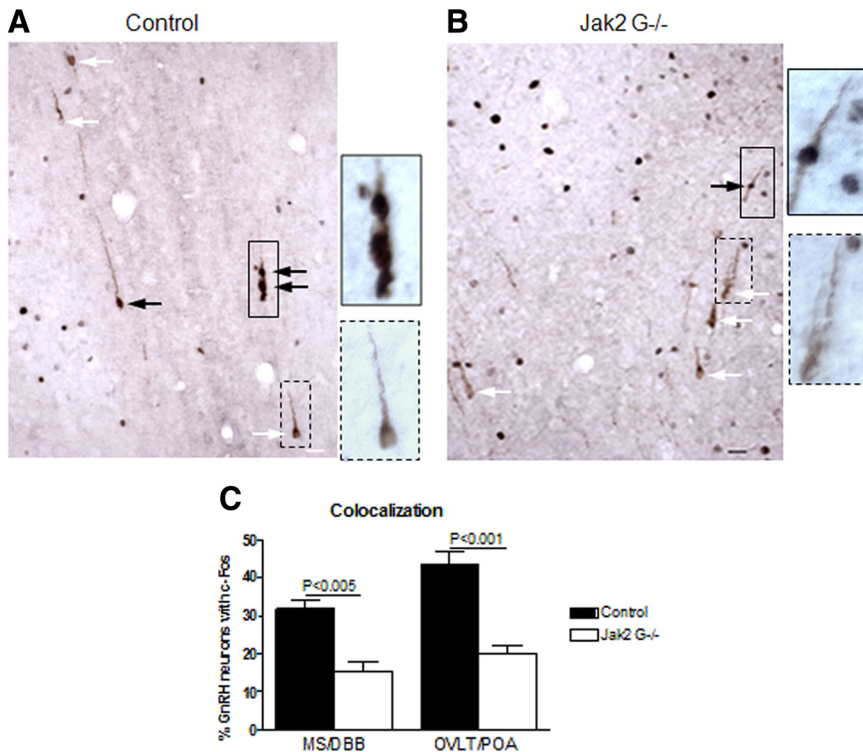 A
Control
B
Jak2 G-/-
C
Colocalization
% GnRH neurons with c-Fos
50
40
30
20
10
0
P<0.005
P<0.001
MS/DBB
OVLT/POA
Control
Jak2 G-/-